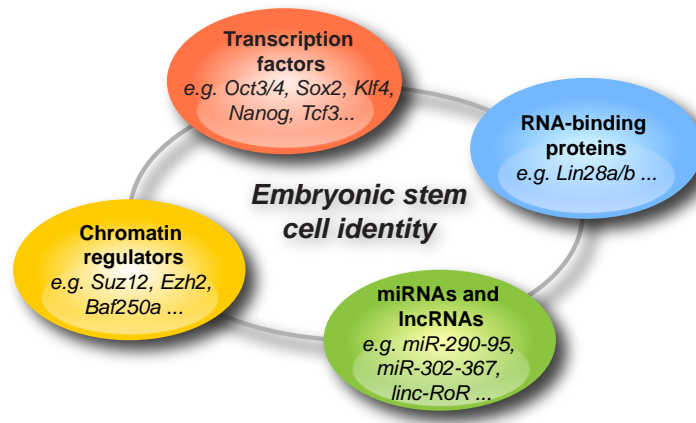 Transcription
factors
e.g. Oct3/4, Sox2, Klf4,
Nanog, Tcf3...
RNA-binding
proteins
e.g. Lin28a/b ...
Embryonic stem
cell identity
Chromatin
regulators
e.g. Suz12, Ezh2,
Baf250a ...
miRNAs and
lncRNAs
e.g. miR-290-95,
miR-302-367,
linc-RoR ...